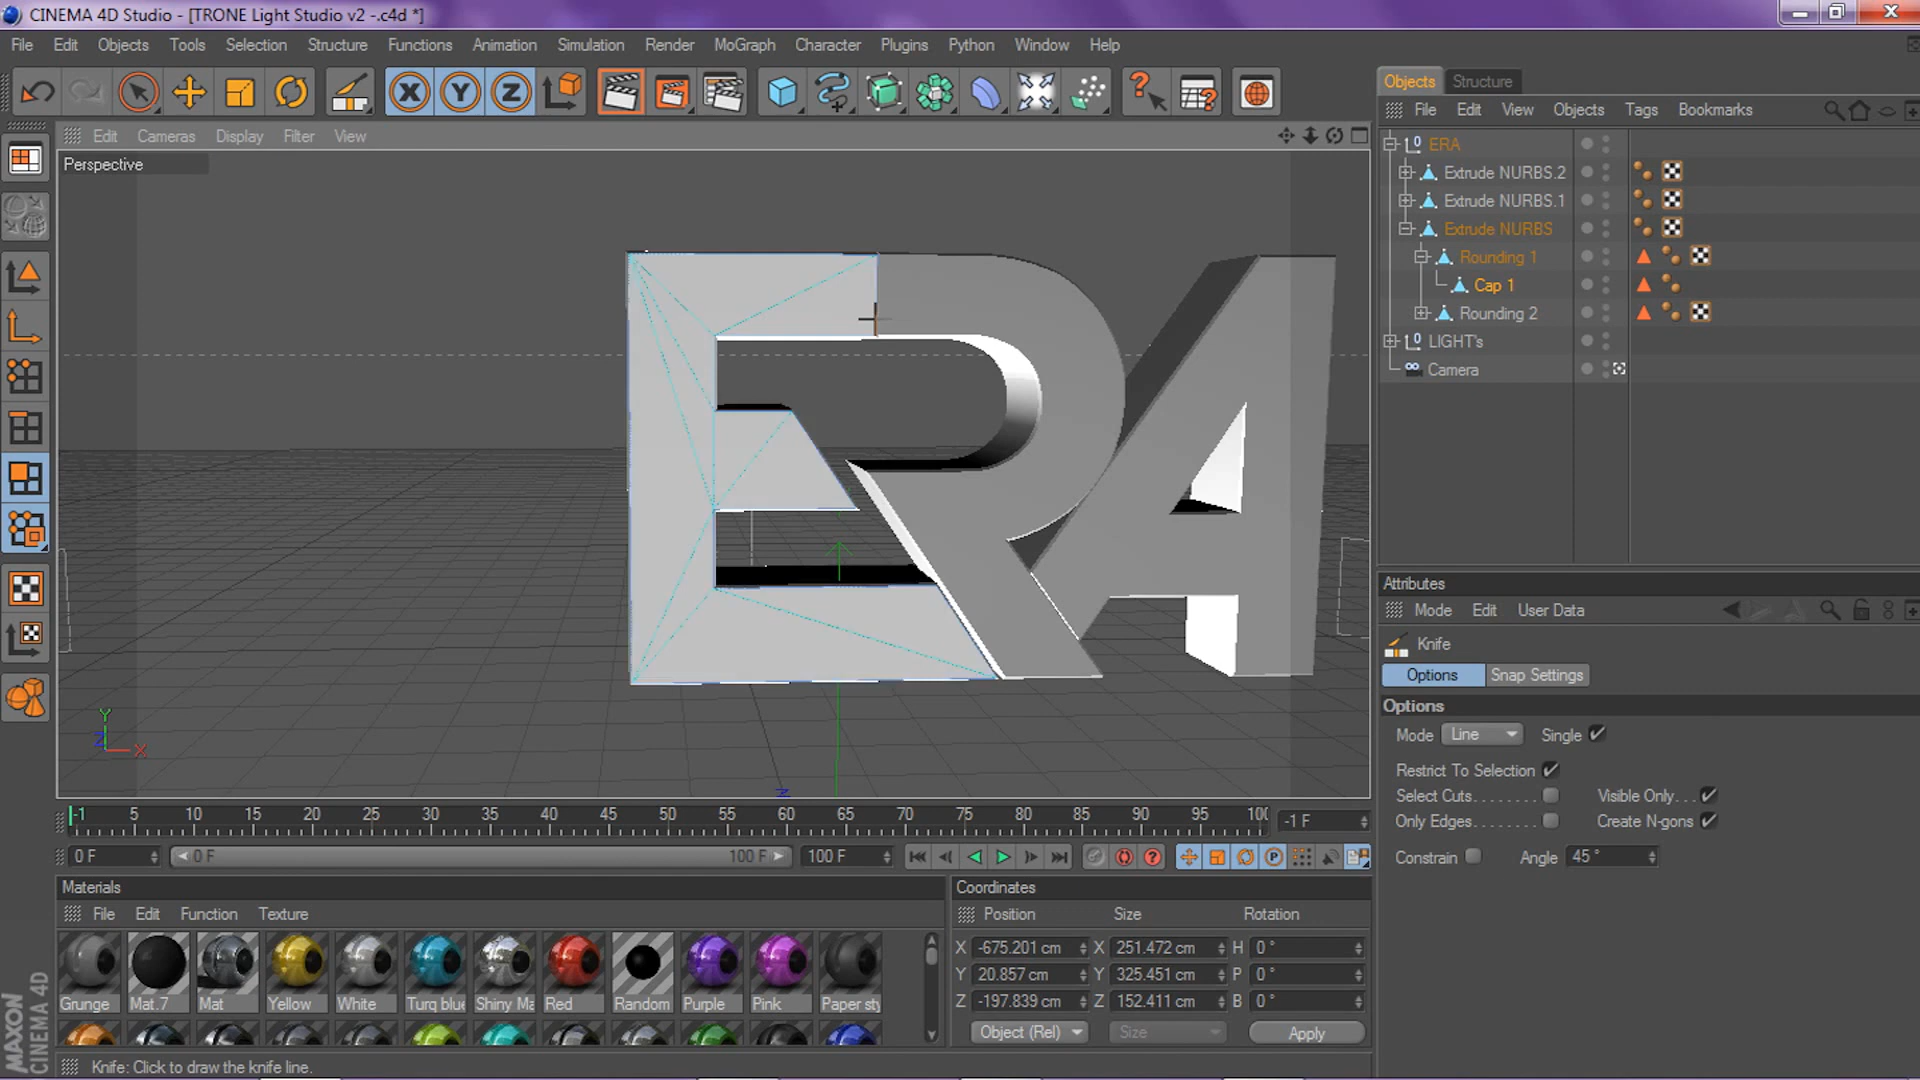 CINEMA 4D Studio - [TRONE Light Studio v2 -.c4d *]
File Edit Objects Tools Selection Structure Functions Animation Simulation Render MoGraph Character Plugins Python Window Help
X Y Z
Objects Structure
File Edit View Objects Tags Bookmarks
Edit Cameras Display Filter View
Perspective
ERA
Extrude NURBS.2
Extrude NURBS.1
Extrude NURBS
Rounding 1
Cap 1
Rounding 2
LIGHT's
Camera
ERA
Y
Z X
Z
Attributes
Mode Edit User Data
Knife
Options Snap Settings
Options
Mode Line Single
Restrict To Selection
Select Cuts Visible Only
Only Edges Create N-gons
Constrain Angle 45 °
-1 5 10 15 20 25 30 35 40 45 50 55 60 65 70 75 80 85 90 95 100 -1 F
0 F 0 F 100 F 100 F P
Materials
File Edit Function Texture
Grunge Mat.7 Mat Yellow White Turq blue Shiny Ma Red Random Purple Pink Paper sty
Coordinates
Position Size Rotation
X -675.201 cm X 251.472 cm H 0 °
Y 20.857 cm Y 325.451 cm P 0 °
Z -197.839 cm Z 152.411 cm B 0 °
Object (Rel) Size Apply
MAXON
CINEMA 4D
Knife: Click to draw the knife line.